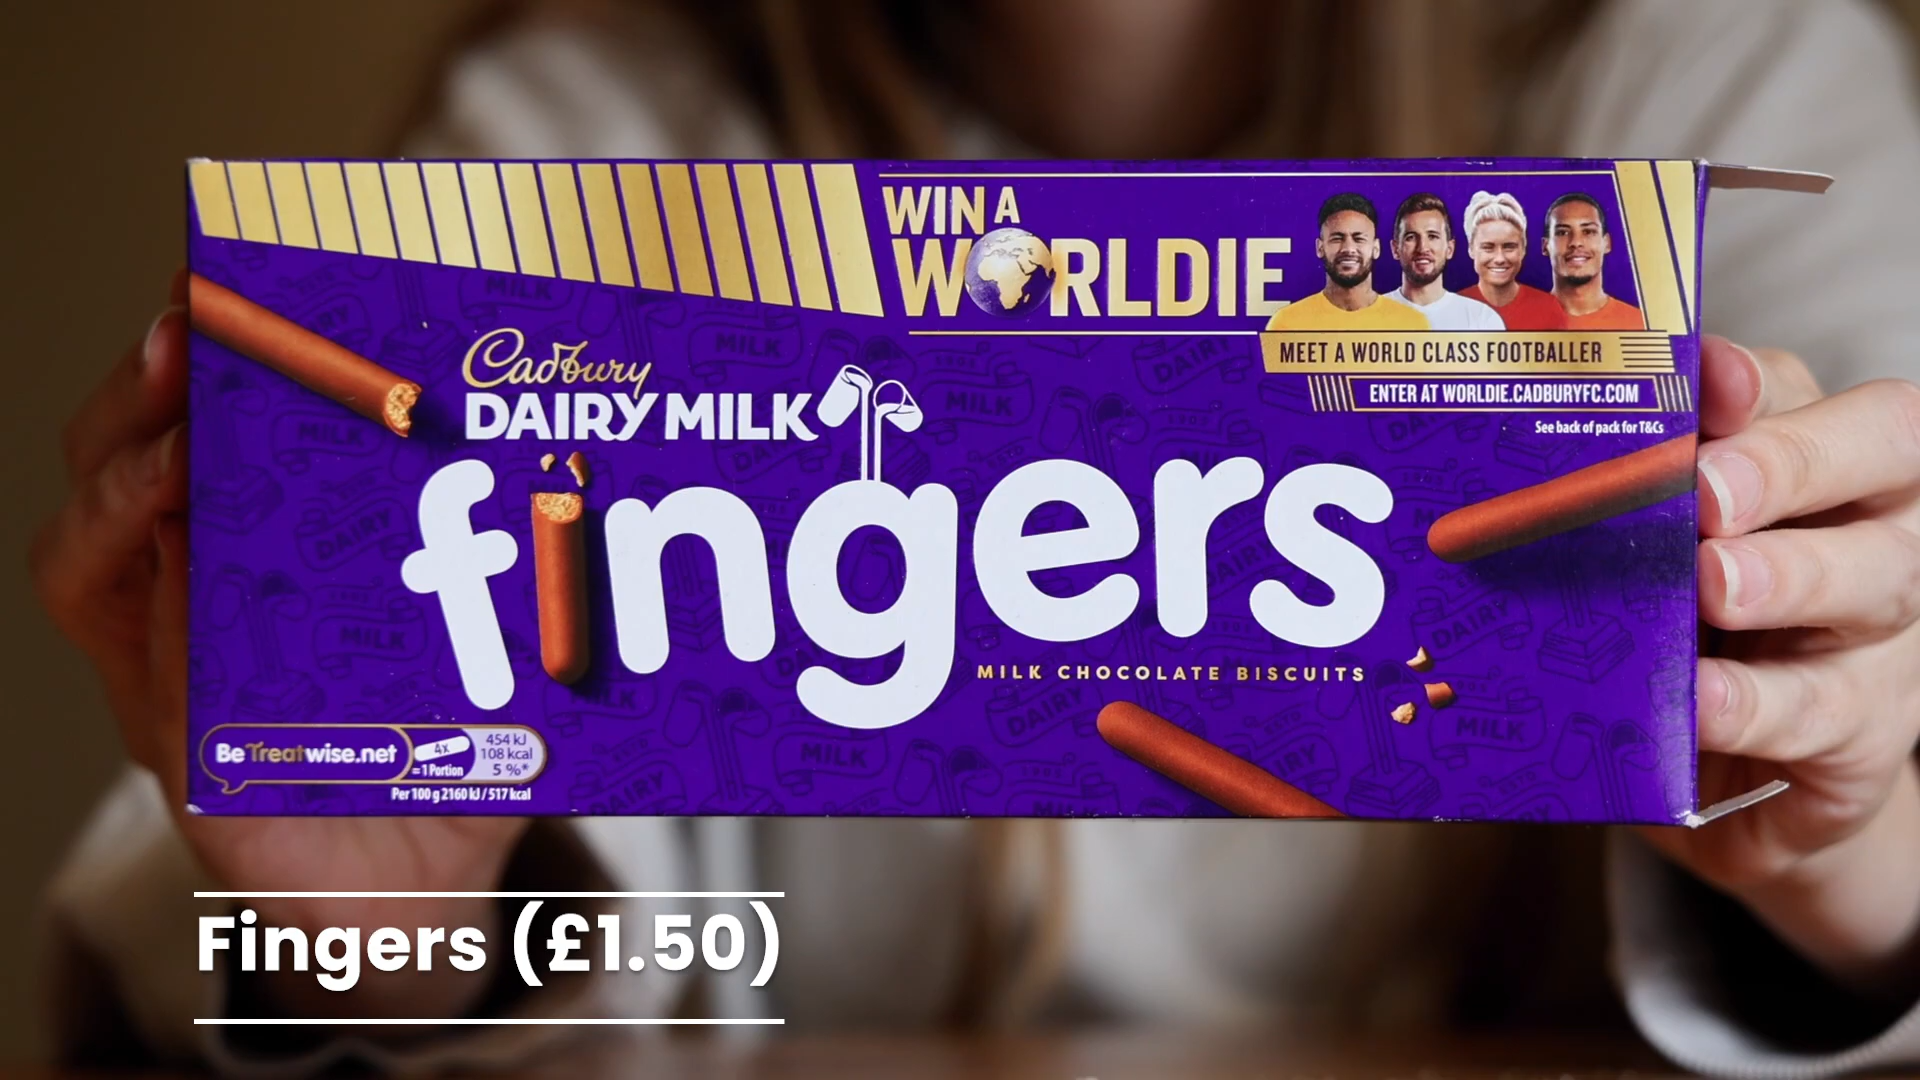 WIN A
WORLDIE
MEET A WORLD CLASS FOOTBALLER
ENTER AT WORLDIE.CADBURYFC.COM
See back of pack for T&Cs
Cadbury
DAIRY MILK
fingers
MILK CHOCOLATE BISCUITS
BeTreatwise.net
4x
= 1 Portion
454 kJ
108 kcal
5 %*
Per 100 g 2160 kJ / 517 kcal
Fingers (£1.50)